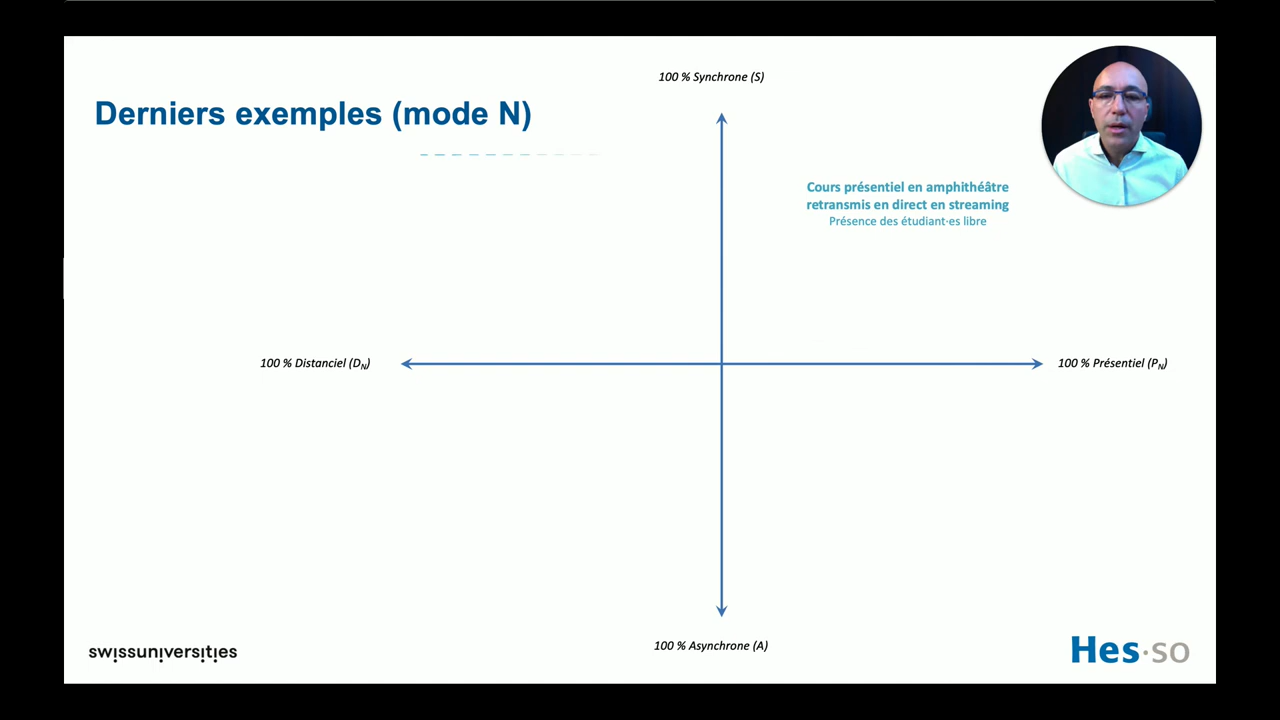 100 % Synchrone (S)
Derniers exemples (mode N)
Cours présentiel en amphithéâtre
retransmis en direct en streaming
Présence des étudiant·es libre
100 % Distanciel (DN)
100 % Présentiel (PN)
100 % Asynchrone (A)
swissuniversities
Hes·so